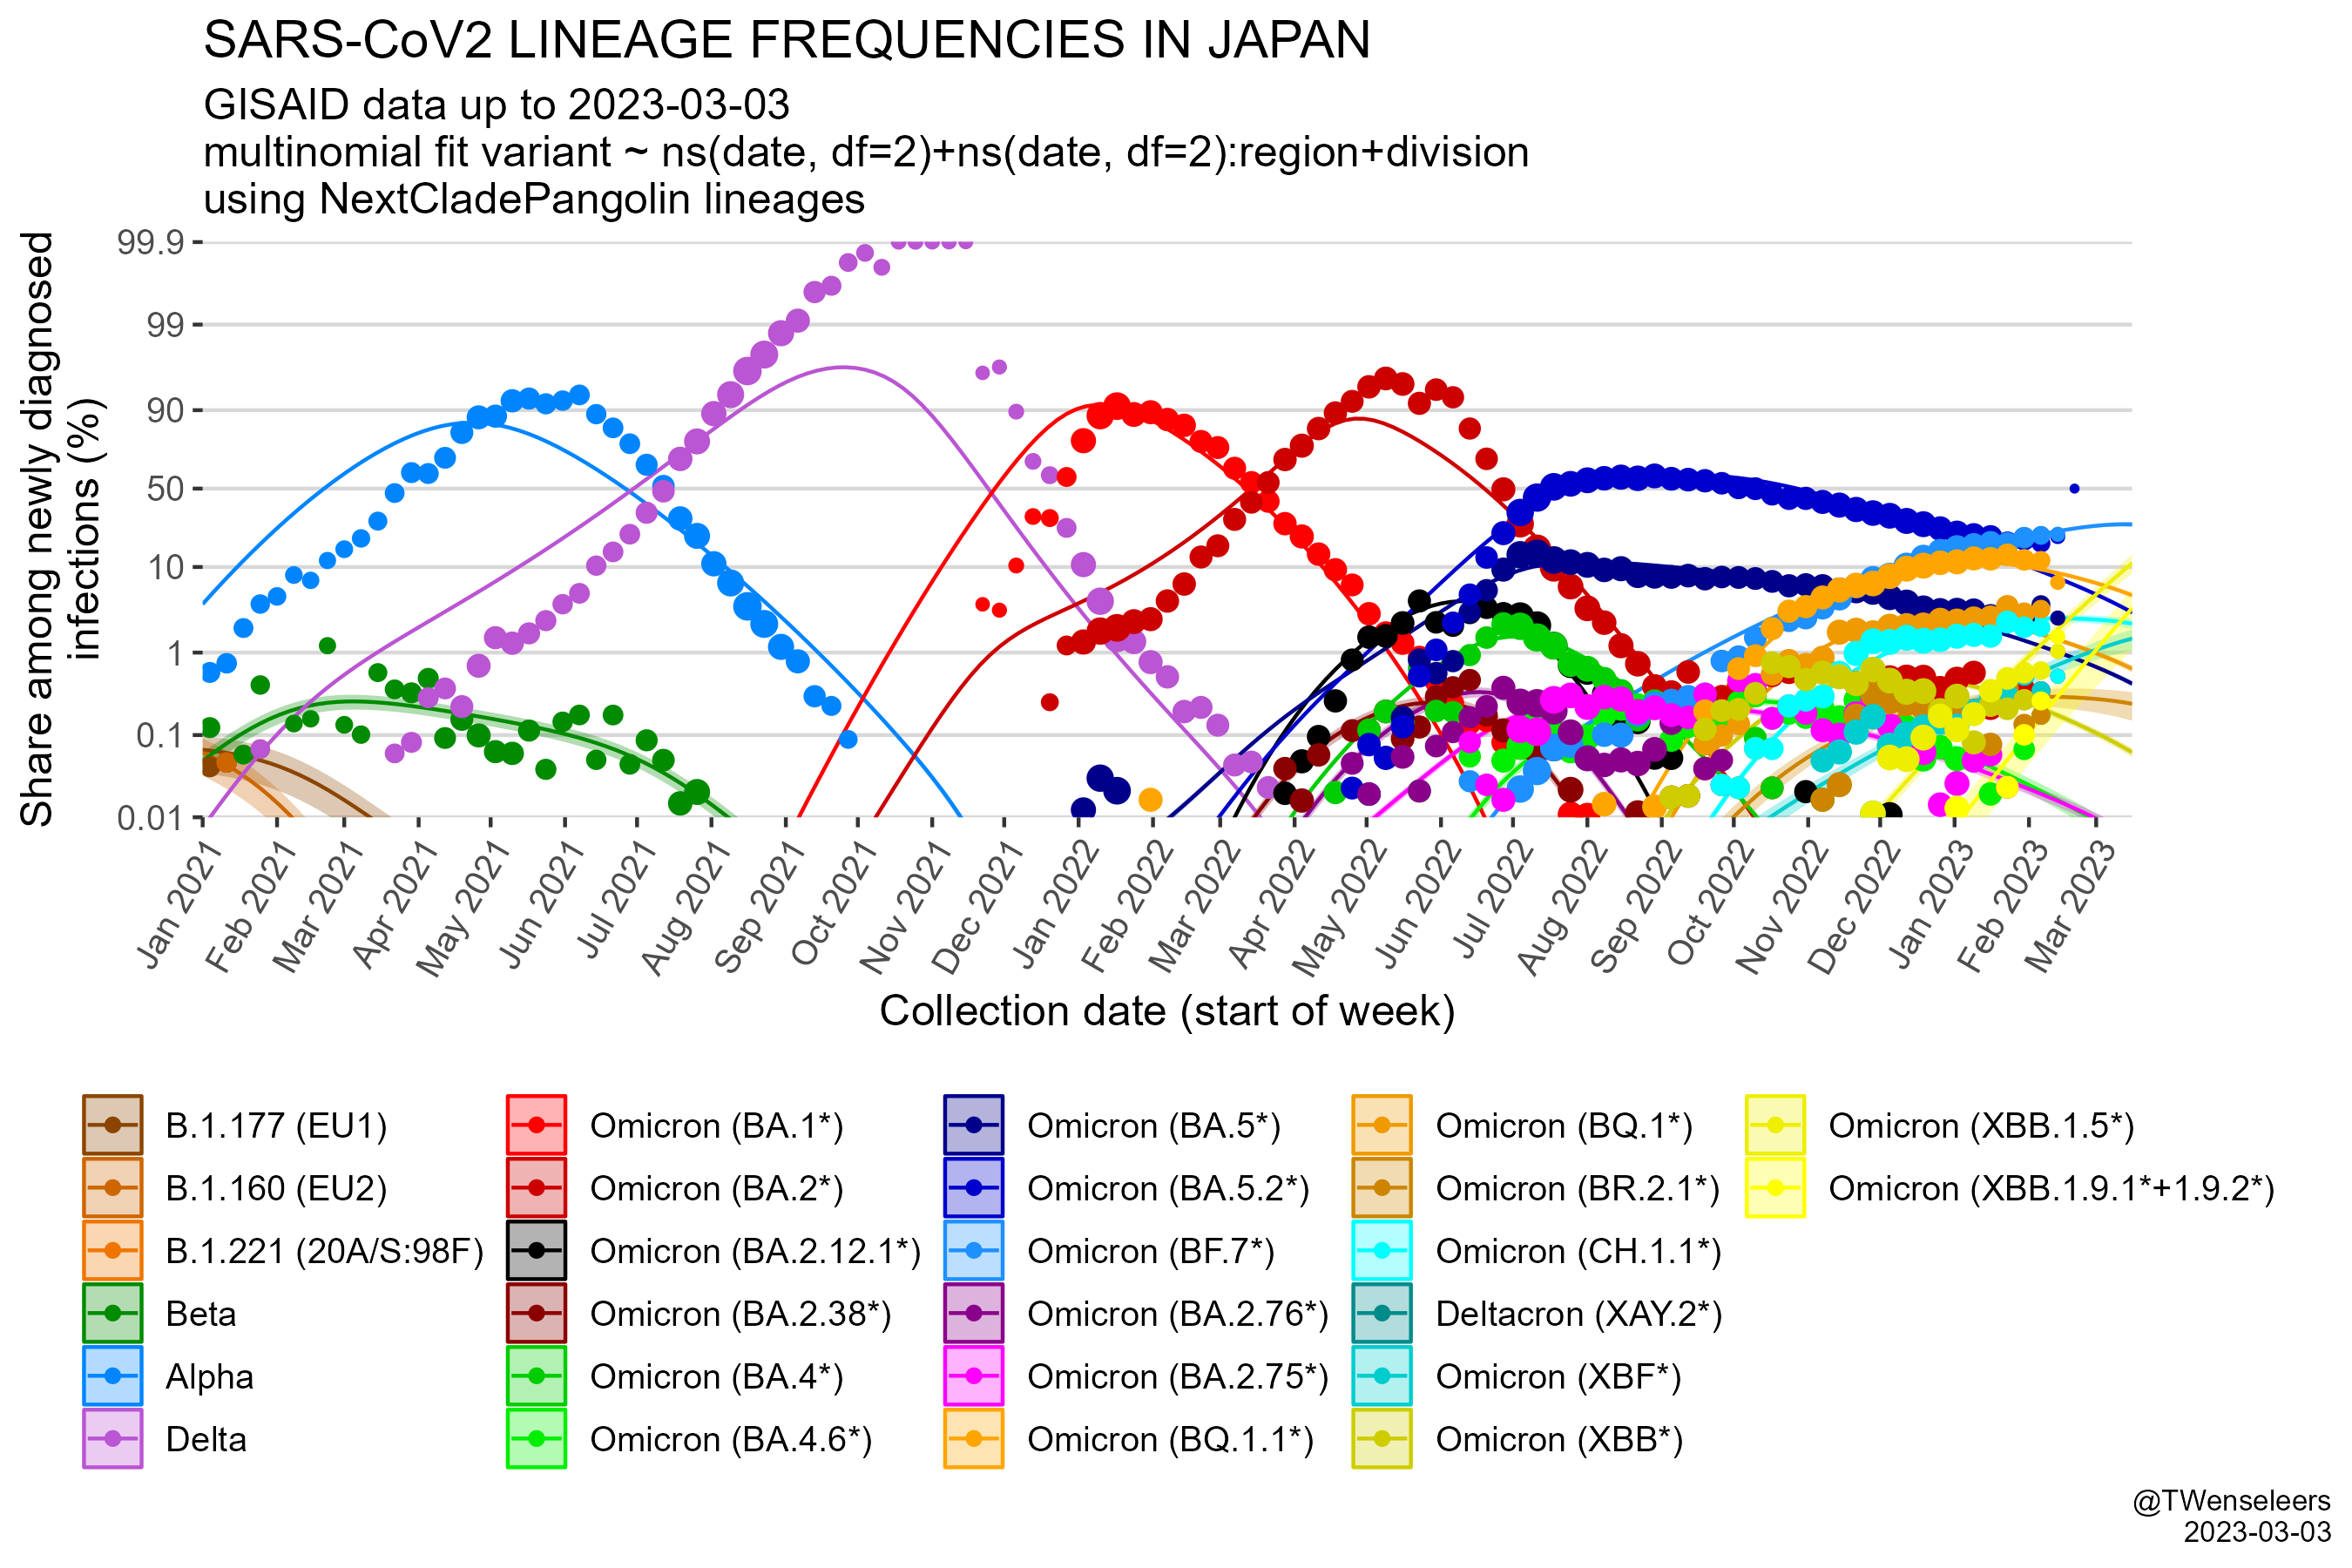 SARS-CoV2 LINEAGE FREQUENCIES IN JAPAN
GISAID data up to 2023-03-03
multinomial fit variant ~ ns(date, df=2)+ns(date, df=2):region+division
using NextCladePangolin lineages
Share among newly diagnosed
infections (%)
99.9
99
90
50
10
1
0.1
0.01
Jan 2021
Feb 2021
Mar 2021
Apr 2021
May 2021
Jun 2021
Jul 2021
Aug 2021
Sep 2021
Oct 2021
Nov 2021
Dec 2021
Jan 2022
Feb 2022
Mar 2022
Apr 2022
May 2022
Jun 2022
Jul 2022
Aug 2022
Sep 2022
Oct 2022
Nov 2022
Dec 2022
Jan 2023
Feb 2023
Mar 2023
Collection date (start of week)
B.1.177 (EU1)
B.1.160 (EU2)
B.1.221 (20A/S:98F)
Beta
Alpha
Delta
Omicron (BA.1*)
Omicron (BA.2*)
Omicron (BA.2.12.1*)
Omicron (BA.2.38*)
Omicron (BA.4*)
Omicron (BA.4.6*)
Omicron (BA.5*)
Omicron (BA.5.2*)
Omicron (BF.7*)
Omicron (BA.2.76*)
Omicron (BA.2.75*)
Omicron (BQ.1.1*)
Omicron (BQ.1*)
Omicron (BR.2.1*)
Omicron (CH.1.1*)
Deltacron (XAY.2*)
Omicron (XBF*)
Omicron (XBB*)
Omicron (XBB.1.5*)
Omicron (XBB.1.9.1*+1.9.2*)
@TWenseleers
2023-03-03